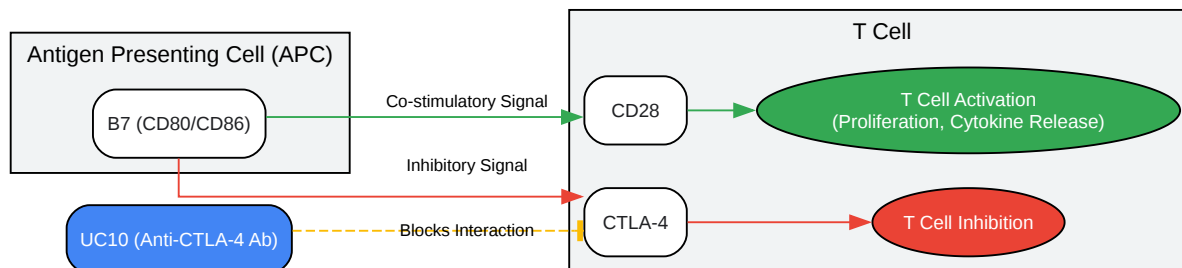 T Cell
Antigen Presenting Cell (APC)
B7 (CD80/CD86)
Co-stimulatory Signal
CD28
T Cell Activation
(Proliferation, Cytokine Release)
Inhibitory Signal
UC10 (Anti-CTLA-4 Ab)
Blocks Interaction
CTLA-4
T Cell Inhibition